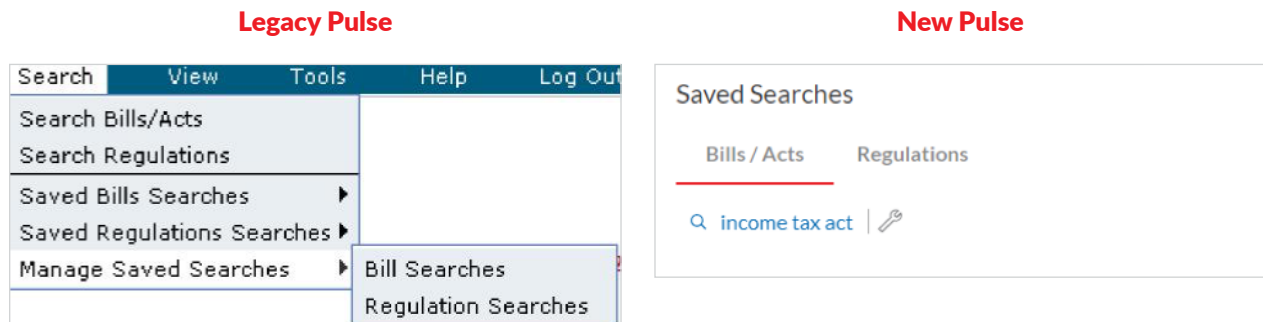 Legacy Pulse
New Pulse
Search View Tools Help Log Out
Search Bills/Acts
Search Regulations
Saved Bills Searches
Saved Regulations Searches
Manage Saved Searches
Bill Searches
Regulation Searches
Saved Searches
Bills / Acts Regulations
income tax act